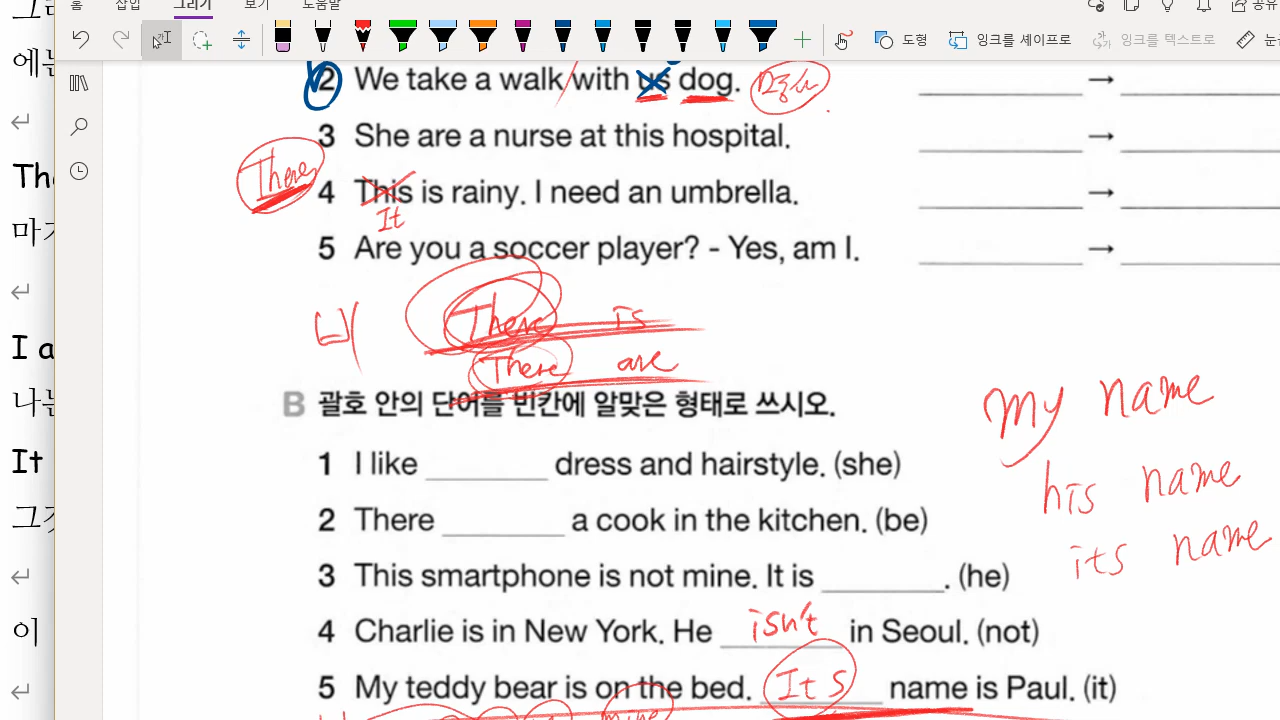 홈 삽입 그리기 보기 도움말 공유
도형 잉크를 셰이프로 잉크를 텍스트로
2 We take a walk with us dog. →
3 She are a nurse at this hospital. →
There
4 This is rainy. I need an umbrella. →
It
5 Are you a soccer player? - Yes, am I. →
There is
There are
B 괄호 안의 단어를 빈칸에 알맞은 형태로 쓰시오.
my name
1 I like ________ dress and hairstyle. (she)
his name
2 There ________ a cook in the kitchen. (be)
its name
3 This smartphone is not mine. It is ________. (he)
4 Charlie is in New York. He isn't in Seoul. (not)
5 My teddy bear is on the bed. Its name is Paul. (it)
mine
I a
It
이